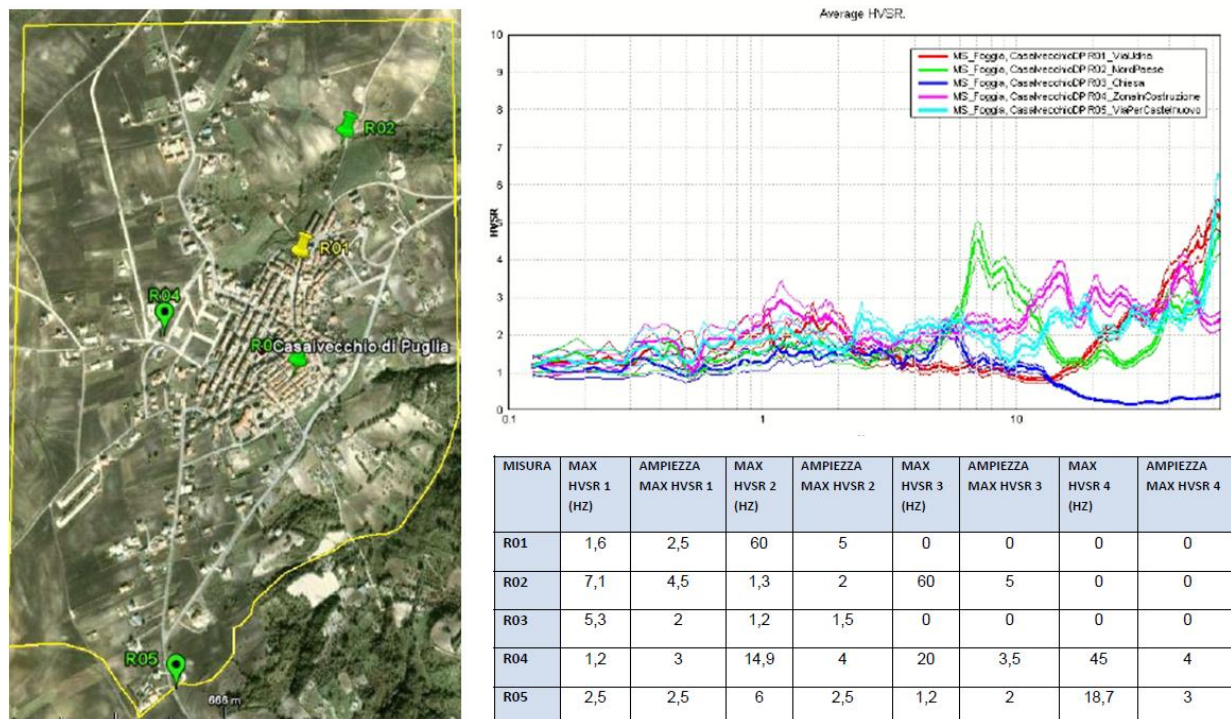 R02
R01
R04
R0
Casalvecchio di Puglia
R05
666 m
Average HVSR.
10
9
8
7
6
5
4
3
2
1
0
HVSR
0.1
1
10
MS_Foggia, CasalvecchioDP\R01_ViaUdine
MS_Foggia, CasalvecchioDP\R02_NordPaese
MS_Foggia, CasalvecchioDP\R03_Chiesa
MS_Foggia, CasalvecchioDP\R04_ZonaInCostruzione
MS_Foggia, CasalvecchioDP\R05_ViaPerCastelnuovo
MISURA MAX HVSR 1 (HZ) AMPIEZZA MAX HVSR 1 MAX HVSR 2 (HZ) AMPIEZZA MAX HVSR 2 MAX HVSR 3 (HZ) AMPIEZZA MAX HVSR 3 MAX HVSR 4 (HZ) AMPIEZZA MAX HVSR 4
R01 1,6 2,5 60 5 0 0 0 0
R02 7,1 4,5 1,3 2 60 5 0 0
R03 5,3 2 1,2 1,5 0 0 0 0
R04 1,2 3 14,9 4 20 3,5 45 4
R05 2,5 2,5 6 2,5 1,2 2 18,7 3